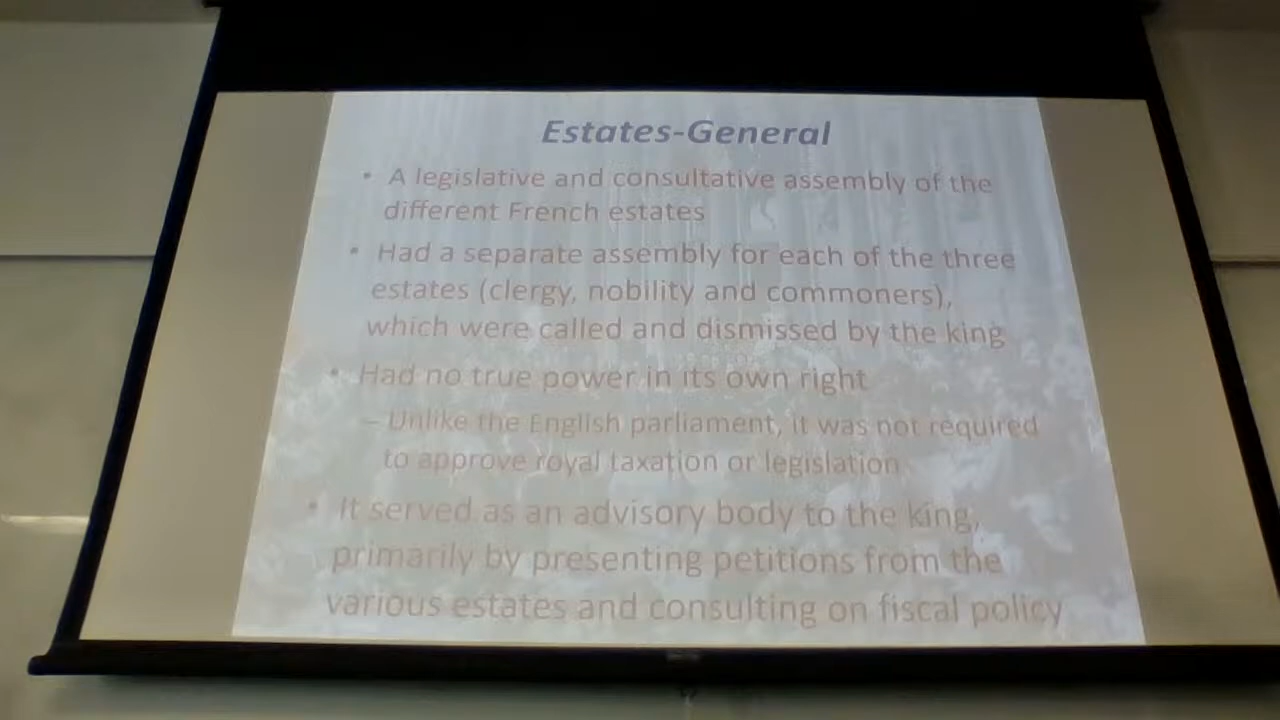 Estates-General
• A legislative and consultative assembly of the
different French estates
• Had a separate assembly for each of the three
estates (clergy, nobility and commoners),
which were called and dismissed by the king
• Had no true power in its own right
– Unlike the English parliament, it was not required
to approve royal taxation or legislation
• It served as an advisory body to the king,
primarily by presenting petitions from the
various estates and consulting on fiscal policy